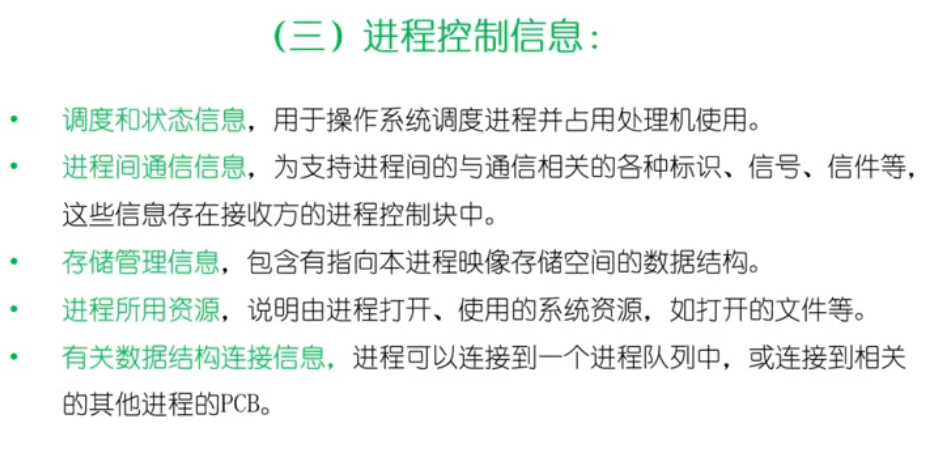 （三）进程控制信息：
• 调度和状态信息，用于操作系统调度进程并占用处理机使用。
• 进程间通信信息，为支持进程间的与通信相关的各种标识、信号、信件等，
这些信息存在接收方的进程控制块中。
• 存储管理信息，包含有指向本进程映像存储空间的数据结构。
• 进程所用资源，说明由进程打开、使用的系统资源，如打开的文件等。
• 有关数据结构连接信息，进程可以连接到一个进程队列中，或连接到相关
的其他进程的PCB。